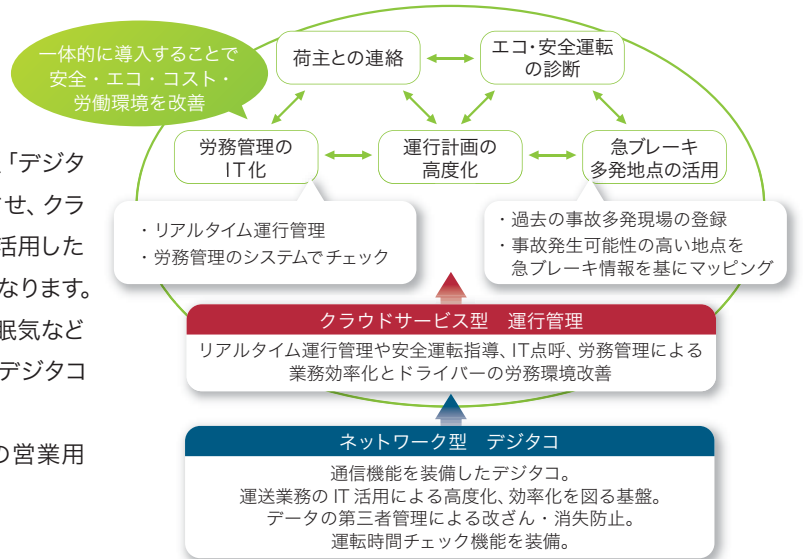 一体的に導入することで
安全・エコ・コスト・
労働環境を改善
荷主との連絡
エコ・安全運転
の診断
労務管理の
IT化
運行計画の
高度化
急ブレーキ
多発地点の活用
・リアルタイム運行管理
・労務管理のシステムでチェック
・過去の事故多発現場の登録
・事故発生可能性の高い地点を
急ブレーキ情報を基にマッピング
クラウドサービス型　運行管理
リアルタイム運行管理や安全運転指導、IT点呼、労務管理による
業務効率化とドライバーの労務環境改善
ネットワーク型　デジタコ
通信機能を装備したデジタコ。
運送業務の IT 活用による高度化、効率化を図る基盤。
データの第三者管理による改ざん・消失防止。
運転時間チェック機能を装備。
「デジタ
せ、クラ
活用した
なります。
眠気など
デジタコ
の営業用